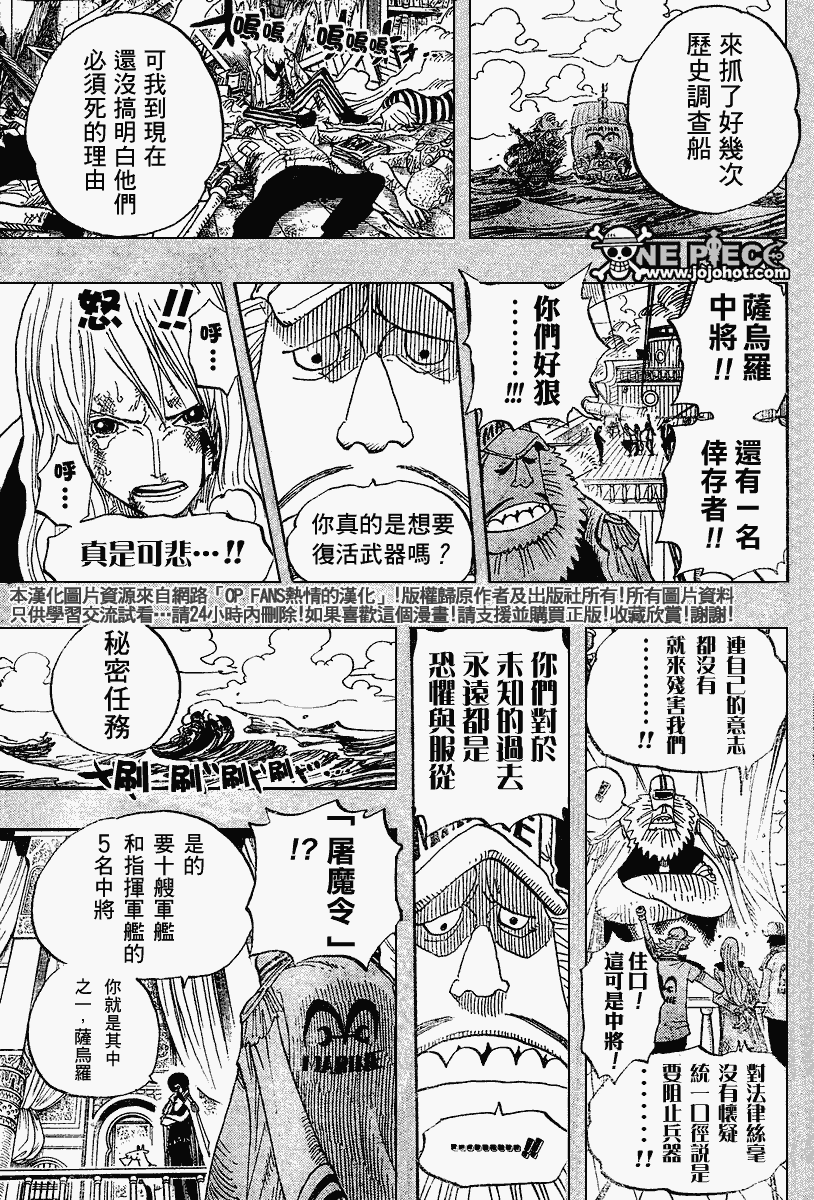 來抓了好幾次
歷史調查船
可我到現在
還沒搞明白他們
必須死的理由
嗚嗚
嗚嗚嗚
ONE PIECE
www.jojohot.com
薩烏羅
中將!!
還有一名
倖存者!!
你們好狠
……!!!
你真的是想要
復活武器嗎?
怒!!
呼…
呼…
真是可悲…!!
本漢化圖片資源來自網路「OP FANS熱情的漢化」!版權歸原作者及出版社所有!所有圖片資料
只供學習交流試看…請24小時內刪除!如果喜歡這個漫畫!請支援並購買正版!收藏欣賞!謝謝!
連自己的意志
都沒有
就來殘害我們
………!!
住口!
這可是中將!
對法律絲毫
沒有懷疑
統一口徑說是
要阻止兵器
……!!
你們對於
未知的過去
永遠都是
恐懼與服從
………!!
秘密任務
「屠魔令」
!?
MARINE
是的
要十艘軍艦
和指揮軍艦的
5名中將
你就是其中
之一，薩烏羅